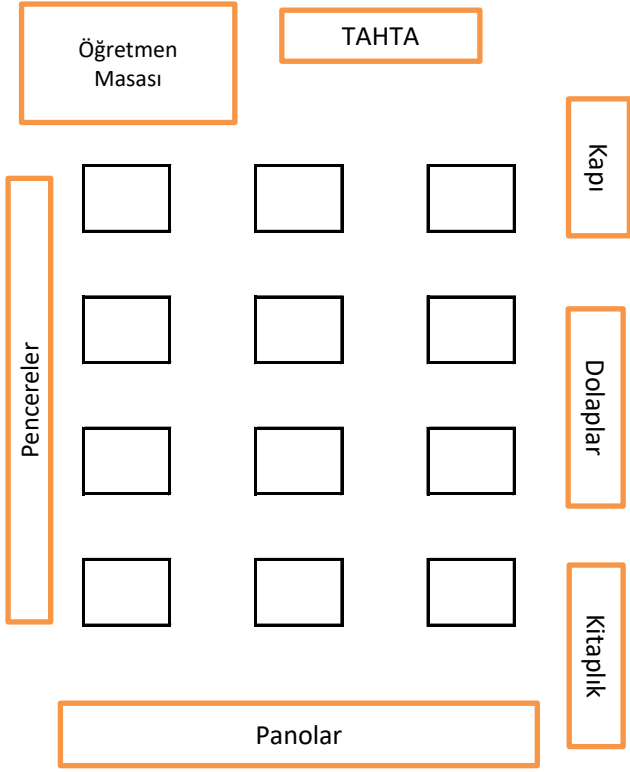 Öğretmen
Masası
TAHTA
Kapı
Pencereler
Dolaplar
Kitaplık
Panolar